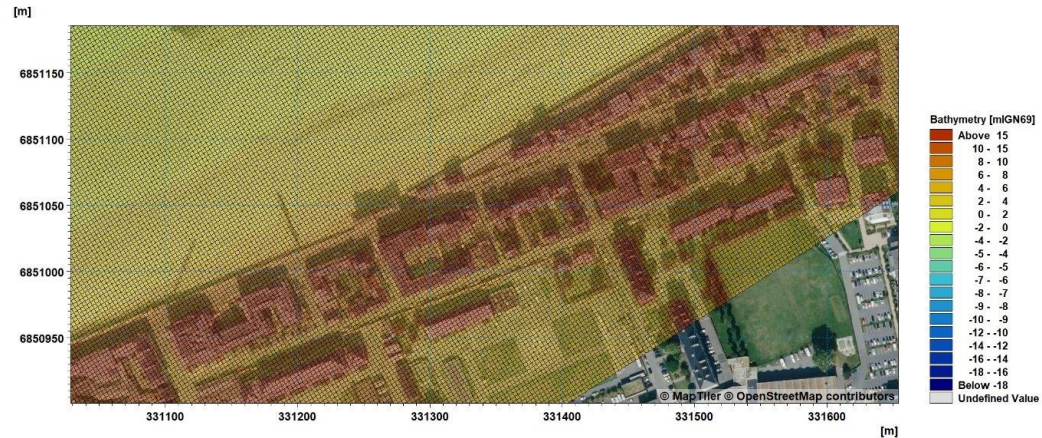 [m]
6851150
6851100
6851050
6851000
6850950
331100 331200 331300 331400 331500 331600
[m]
© MapTiler © OpenStreetMap contributors
Bathymetry [mIGN69]
Above 15
10 - 15
8 - 10
6 - 8
4 - 6
2 - 4
0 - 2
-2 - 0
-4 - -2
-5 - -4
-6 - -5
-7 - -6
-8 - -7
-9 - -8
-10 - -9
-12 - -10
-14 - -12
-16 - -14
-18 - -16
Below -18
Undefined Value